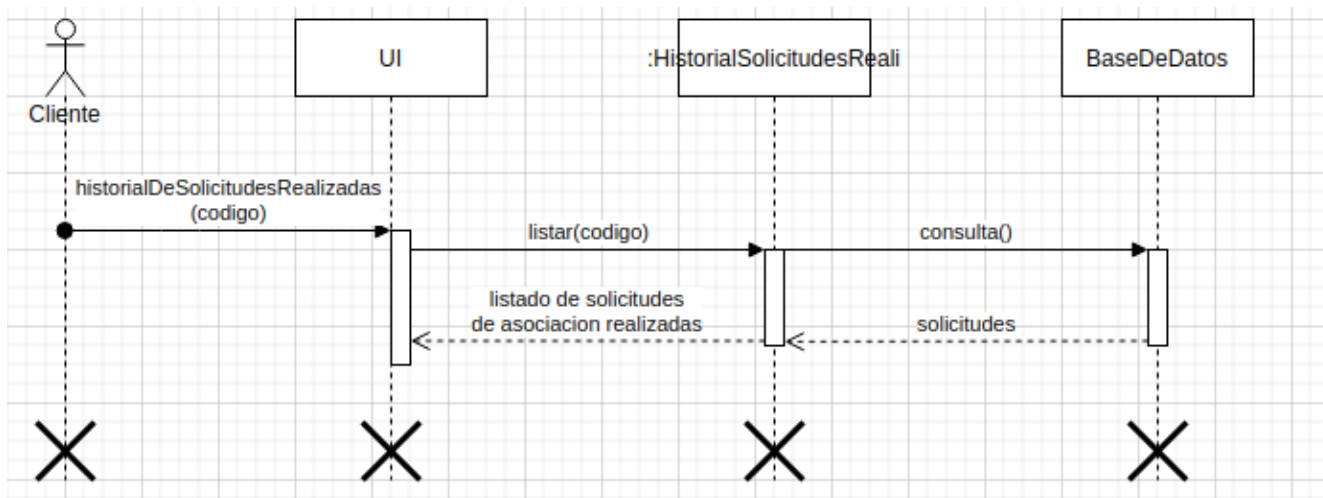 UI
:HistorialSolicitudesReali
BaseDeDatos
Cliente
historialDeSolicitudesRealizadas
(codigo)
listar(codigo)
consulta()
listado de solicitudes
de asociacion realizadas
solicitudes